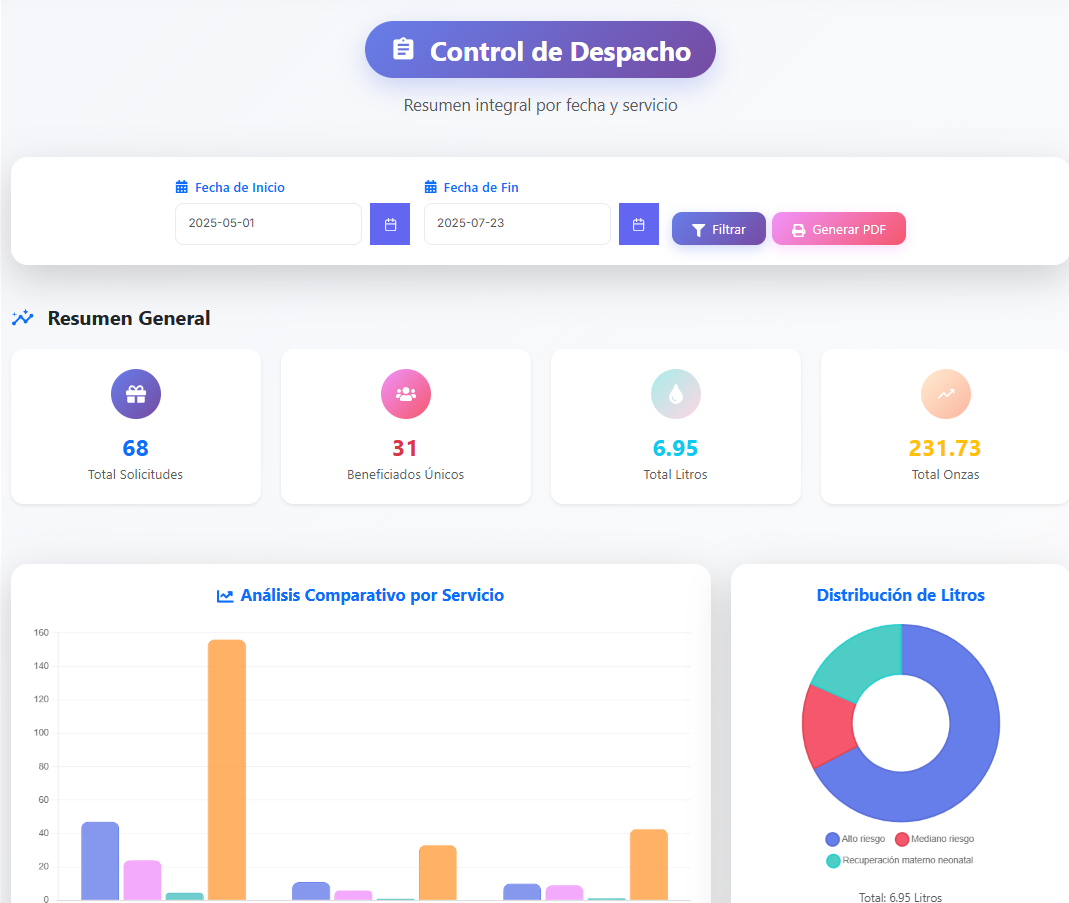 Control de Despacho
Resumen integral por fecha y servicio
Fecha de Inicio
Fecha de Fin
2025-05-01
2025-07-23
Filtrar
Generar PDF
Resumen General
68
Total Solicitudes
31
Beneficiados Únicos
6.95
Total Litros
231.73
Total Onzas
Análisis Comparativo por Servicio
160
140
120
100
80
60
40
20
0
Distribución de Litros
Alto riesgo
Mediano riesgo
Recuperación materno neonatal
Total: 6.95 Litros